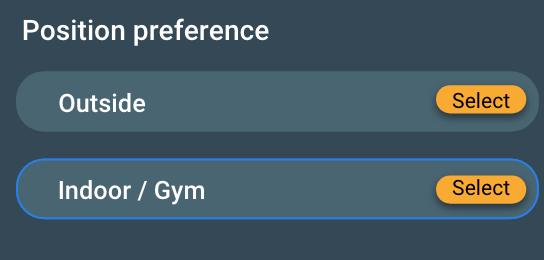 Position preference
Outside
Select
Indoor / Gym
Select